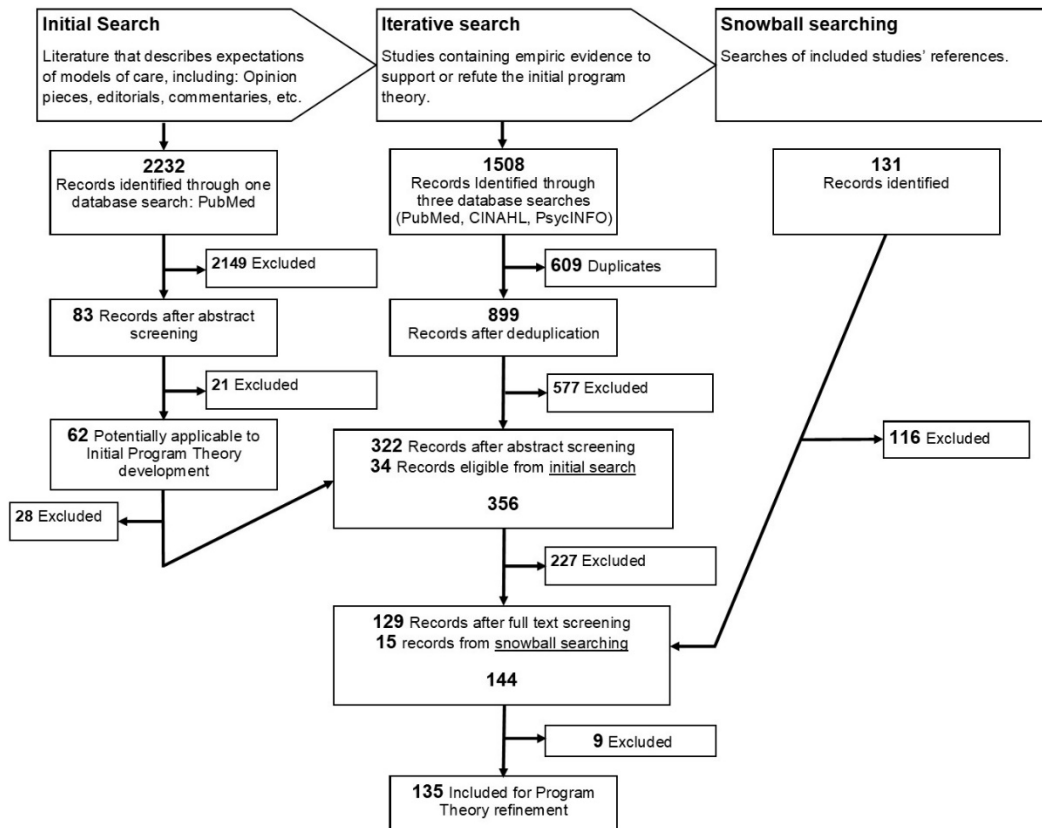 Initial Search
Literature that describes expectations
of models of care, including: Opinion
pieces, editorials, commentaries, etc.
Iterative search
Studies containing empiric evidence to
support or refute the initial program
theory.
Snowball searching
Searches of included studies' references.
2232
Records identified through one
database search: PubMed
1508
Records Identified through
three database searches
(PubMed, CINAHL, PsycINFO)
131
Records identified
2149 Excluded
609 Duplicates
83 Records after abstract
screening
899
Records after deduplication
21 Excluded
577 Excluded
62 Potentially applicable to
Initial Program Theory
development
322 Records after abstract screening
34 Records eligible from initial search
356
116 Excluded
28 Excluded
227 Excluded
129 Records after full text screening
15 records from snowball searching
144
9 Excluded
135 Included for Program
Theory refinement